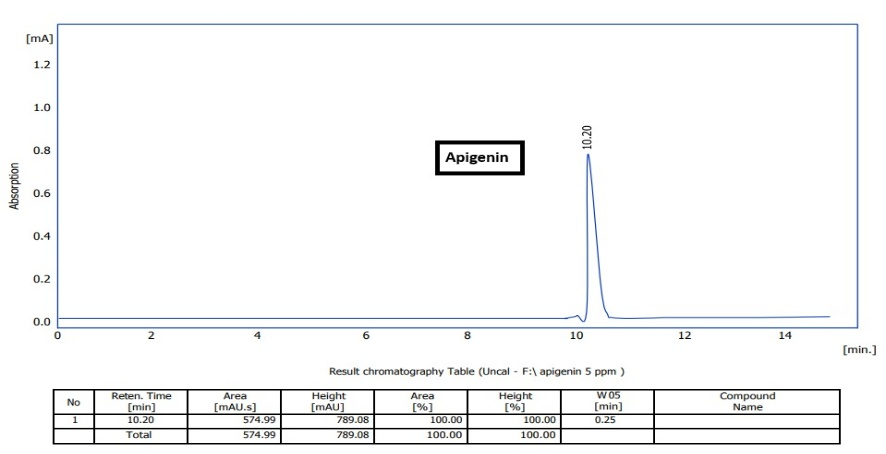 [mA]
1.2
1.0
0.8
0.6
0.4
0.2
0.0
Absorption
Apigenin
10.20
0 2 4 6 8 10 12 14
[min.]
Result chromatography Table (Uncal - F:\ apigenin 5 ppm )
No Reten. Time [min] Area [mAU.s] Height [mAU] Area [%] Height [%] W05 [min] Compound Name
1 10.20 574.99 789.08 100.00 100.00 0.25
Total 574.99 789.08 100.00 100.00